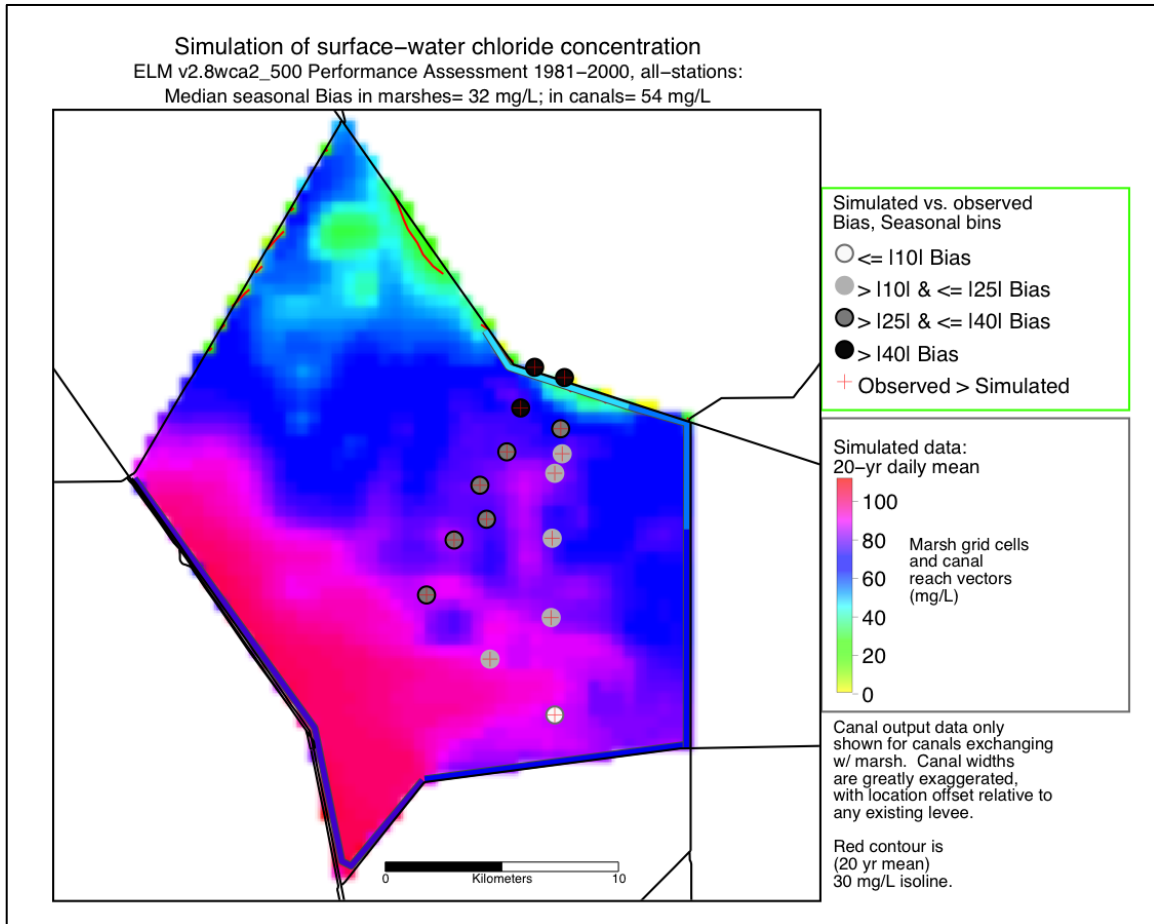 Simulation of surface−water chloride concentration
ELM v2.8wca2_500 Performance Assessment 1981−2000, all−stations:
Median seasonal Bias in marshes= 32 mg/L; in canals= 54 mg/L
Simulated vs. observed
Bias, Seasonal bins
<= |10| Bias
> |10| & <= |25| Bias
> |25| & <= |40| Bias
> |40| Bias
Observed > Simulated
Simulated data:
20−yr daily mean
100
80
60
40
20
0
Marsh grid cells
and canal
reach vectors
(mg/L)
Canal output data only
shown for canals exchanging
w/ marsh. Canal widths
are greatly exaggerated,
with location offset relative to
any existing levee.
Red contour is
(20 yr mean)
30 mg/L isoline.
0 Kilometers 10